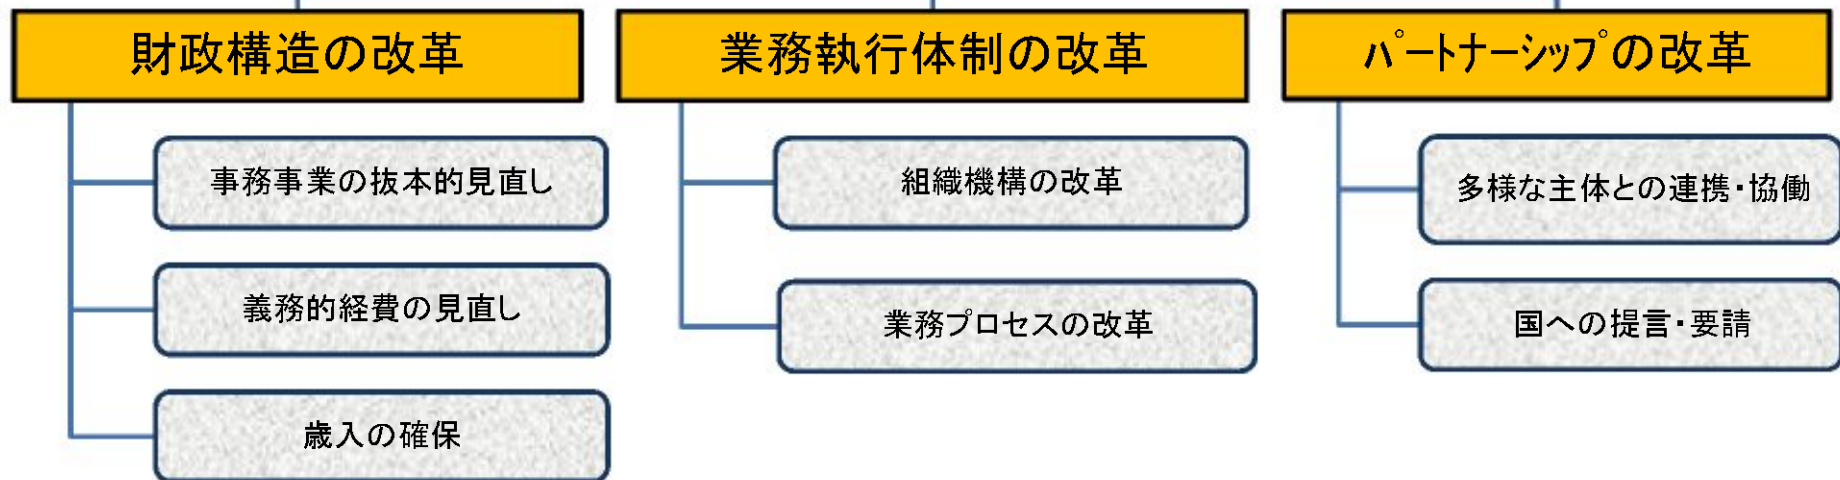 財政構造の改革
事務事業の抜本的見直し
義務的経費の見直し
歳入の確保
業務執行体制の改革
組織機構の改革
業務プロセスの改革
パートナーシップの改革
多様な主体との連携・協働
国への提言・要請